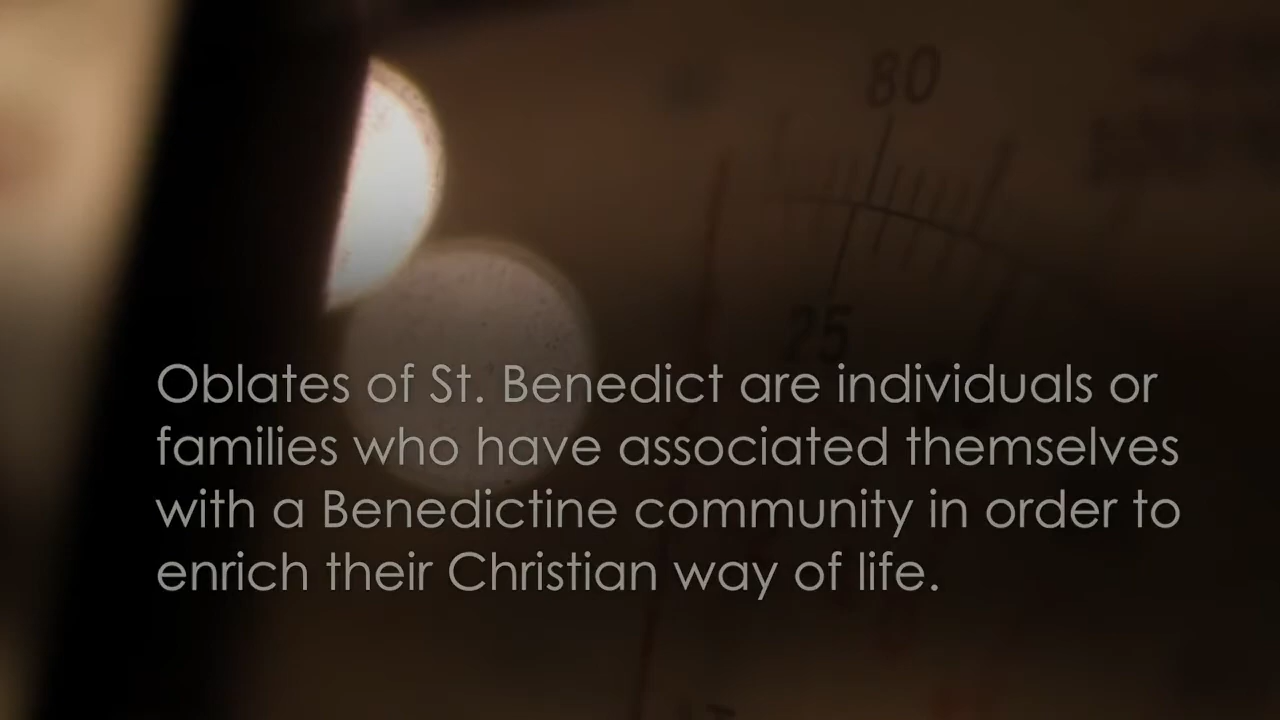 80
25
Oblates of St. Benedict are individuals or
families who have associated themselves
with a Benedictine community in order to
enrich their Christian way of life.